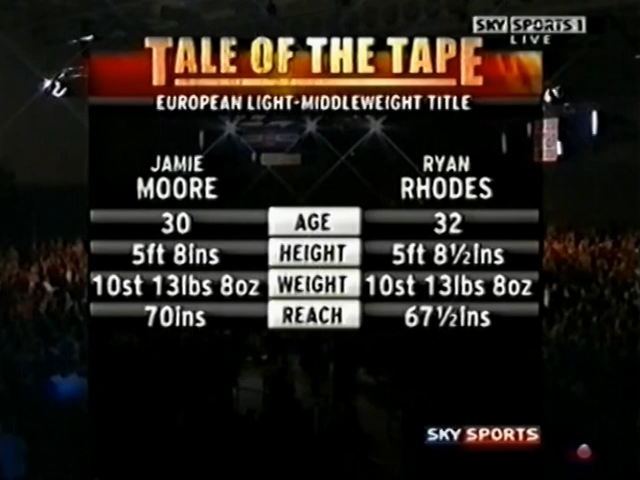 SKY SPORTS 1
LIVE
TALE OF THE TAPE
EUROPEAN LIGHT-MIDDLEWEIGHT TITLE
JAMIE
MOORE
RYAN
RHODES
30 AGE 32
5ft 8ins HEIGHT 5ft 8½ins
10st 13lbs 8oz WEIGHT 10st 13lbs 8oz
70ins REACH 67½ins
SKY SPORTS